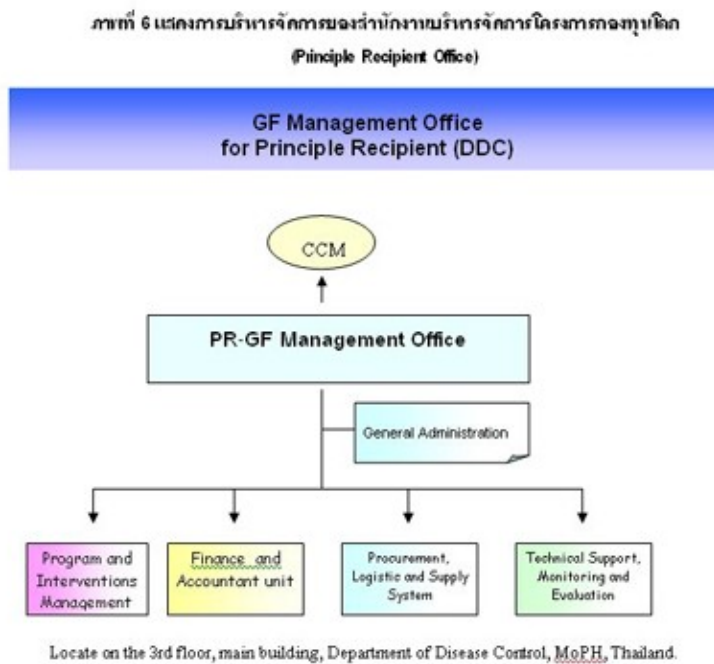 ภาพที่ 6 แสดงการบริหารจัดการของสำนักงานบริหารจัดการโครงการกองทุนโลก
(Principle Recipient Office)
GF Management Office
for Principle Recipient (DDC)
CCM
PR-GF Management Office
General Administration
Program and
Interventions
Management
Finance and
Accountant unit
Procurement,
Logistic and Supply
System
Technical Support,
Monitoring and
Evaluation
Locate on the 3rd floor, main building, Department of Disease Control, MoPH, Thailand.